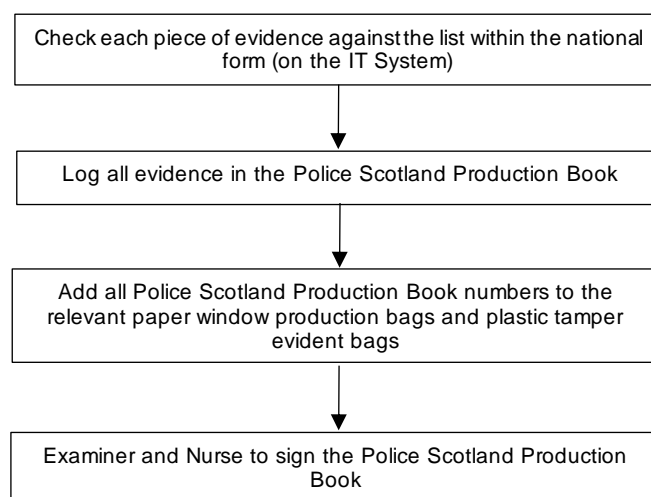 Check each piece of evidence against the list within the national
form (on the IT System)
Log all evidence in the Police Scotland Production Book
Add all Police Scotland Production Book numbers to the
relevant paper window production bags and plastic tamper
evident bags
Examiner and Nurse to sign the Police Scotland Production
Book